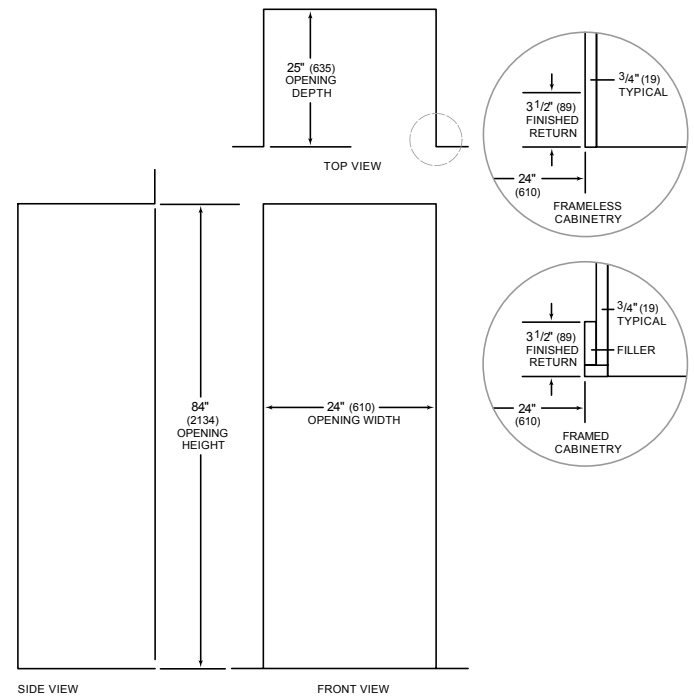 25" (635)
OPENING
DEPTH
TOP VIEW
3/4" (19)
TYPICAL
3 1/2" (89)
FINISHED
RETURN
24"
(610)
FRAMELESS
CABINETRY
3/4" (19)
TYPICAL
3 1/2" (89)
FINISHED
RETURN
FILLER
24"
(610)
FRAMED
CABINETRY
84"
(2134)
OPENING
HEIGHT
24" (610)
OPENING WIDTH
SIDE VIEW
FRONT VIEW